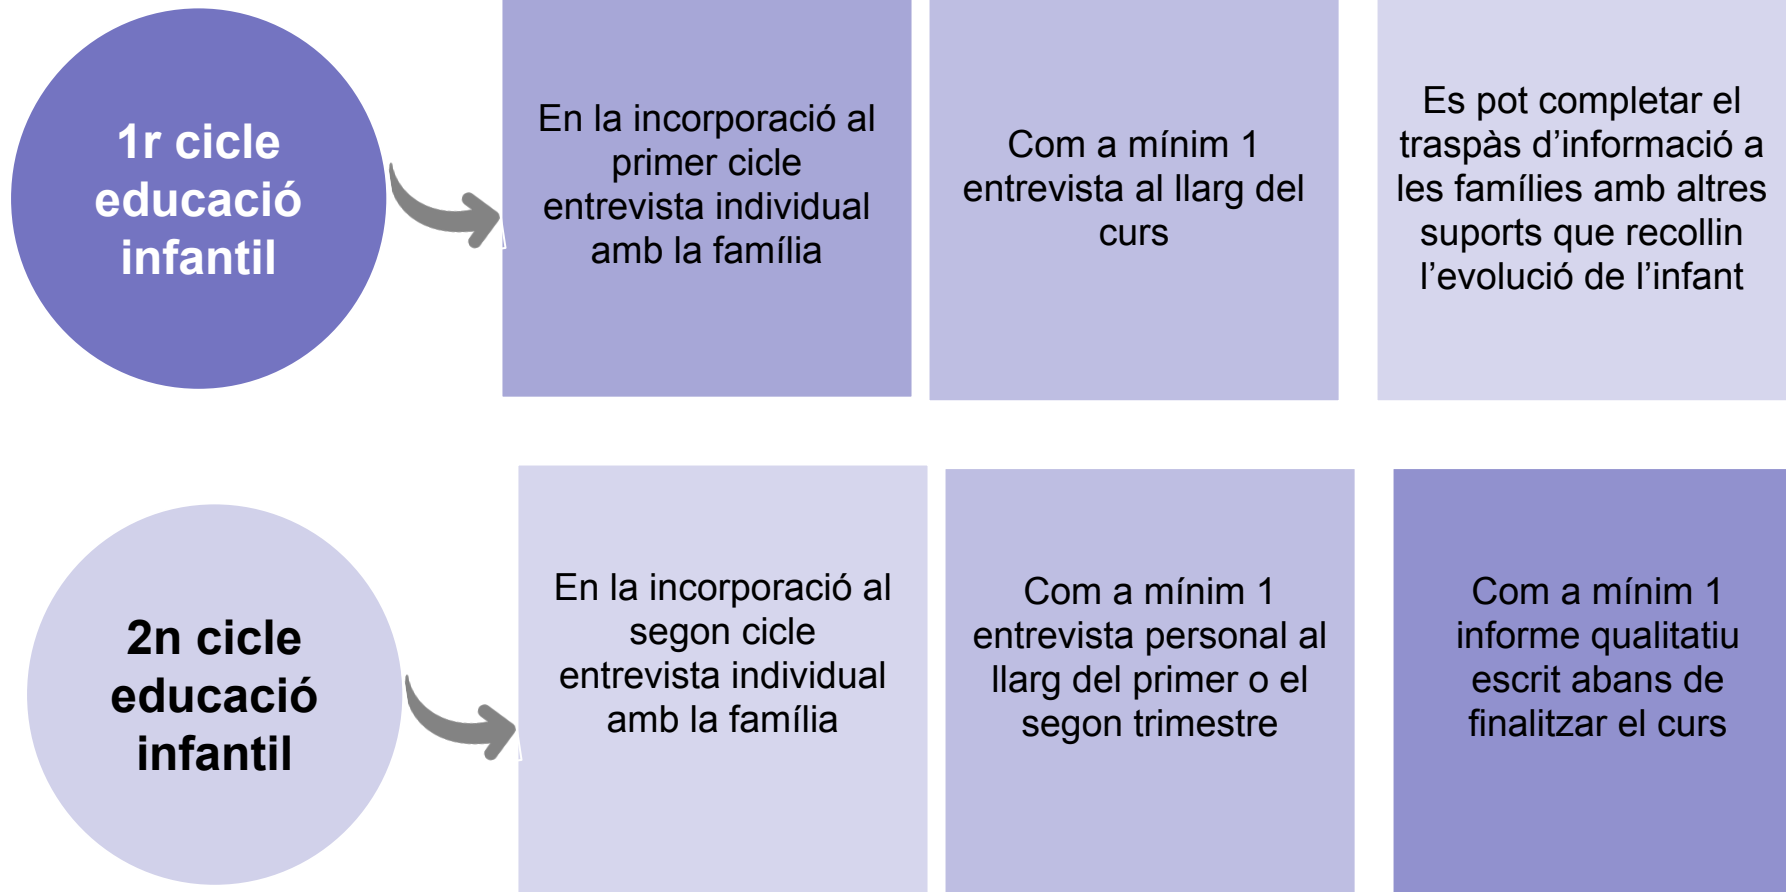 1r cicle
educació
infantil
En la incorporació al
primer cicle
entrevista individual
amb la família
Com a mínim 1
entrevista al llarg del
curs
Es pot completar el
traspàs d’informació a
les famílies amb altres
suports que recollin
l’evolució de l’infant
2n cicle
educació
infantil
En la incorporació al
segon cicle
entrevista individual
amb la família
Com a mínim 1
entrevista personal al
llarg del primer o el
segon trimestre
Com a mínim 1
informe qualitatiu
escrit abans de
finalitzar el curs